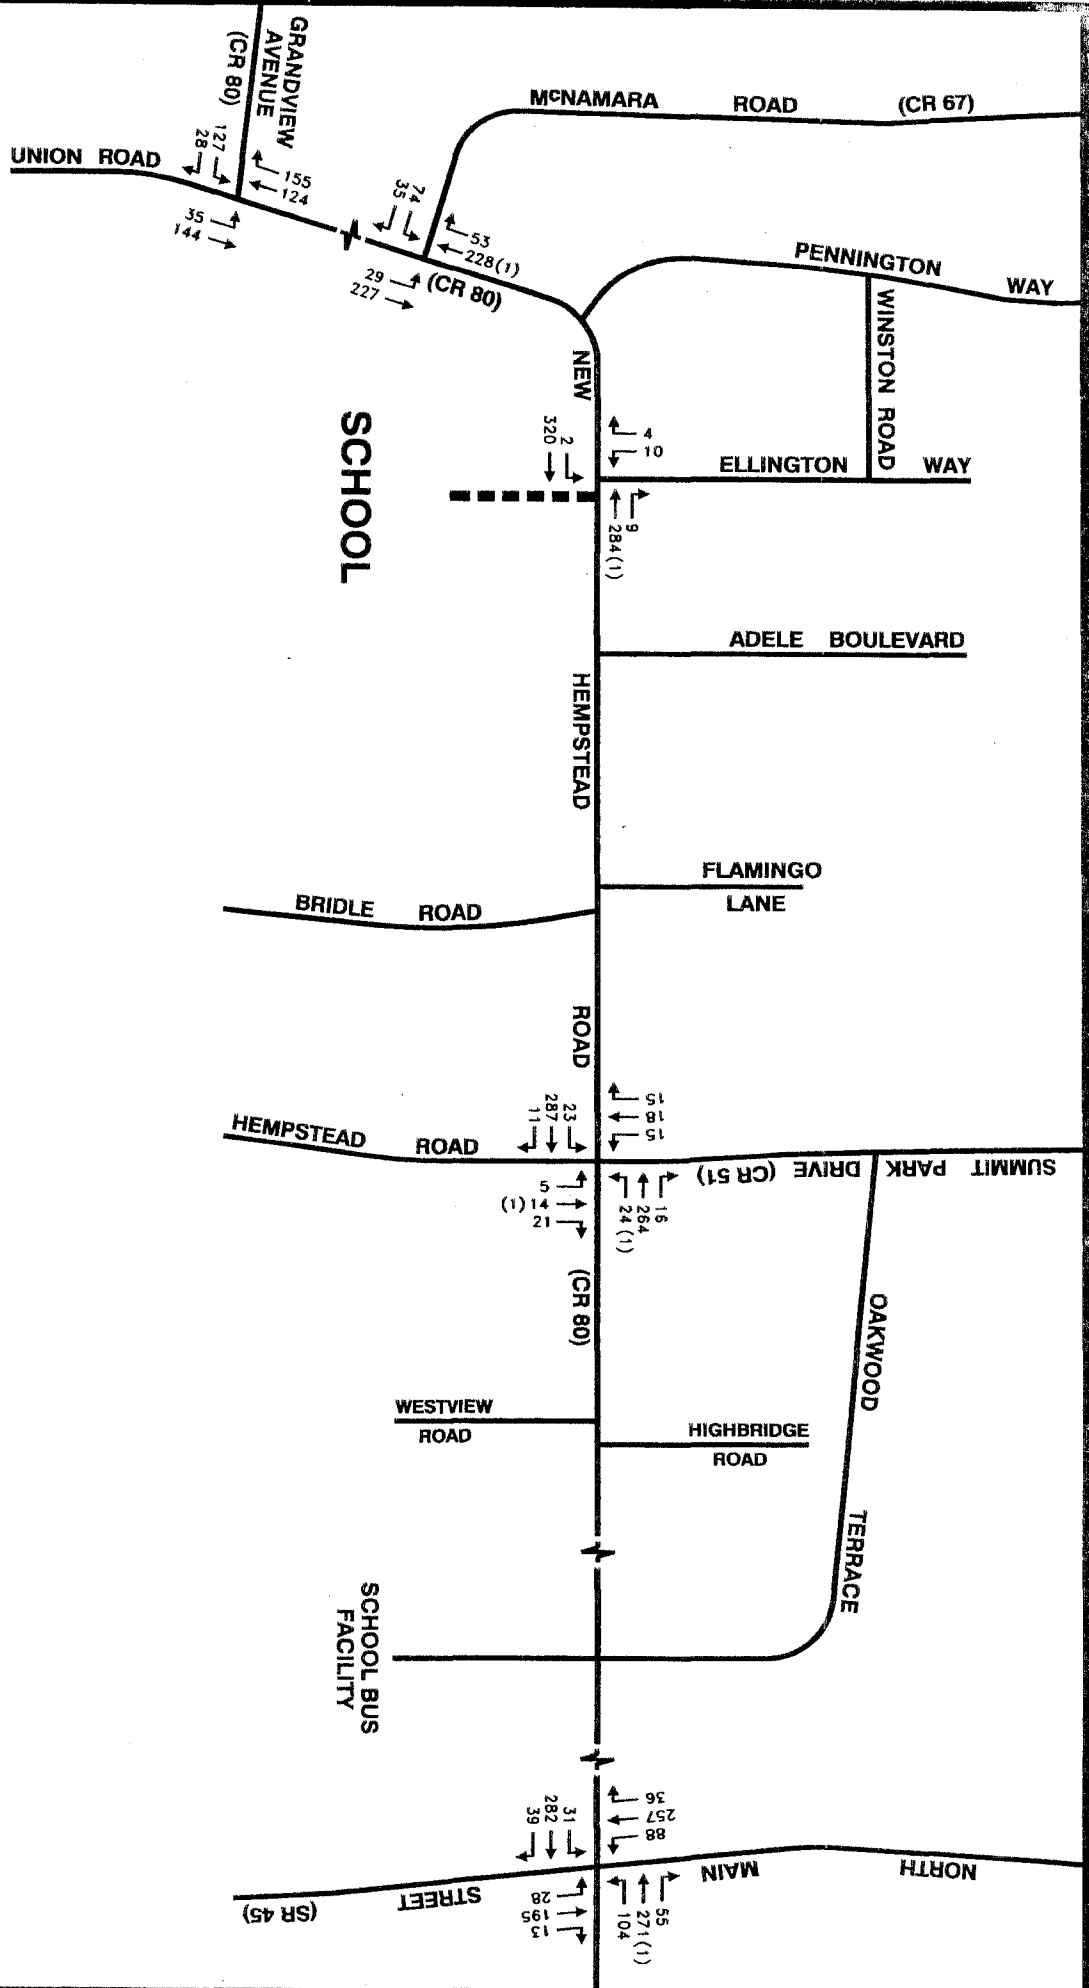 GRANDVIEW
AVENUE
(CR 80)
UNION ROAD
127
28
155
124
35
144
McNAMARA ROAD (CR 67)
74
35
53
228(1)
29
227
(CR 80)
PENNINGTON WAY
WINSTON ROAD
ELLINGTON WAY
NEW HEMPSTEAD ROAD (CR 80)
4
10
2
320
9
284(1)
SCHOOL
ADELE BOULEVARD
FLAMINGO
LANE
BRIDLE ROAD
15
18
15
23
287
11
HEMPSTEAD ROAD
SUMMIT PARK DRIVE (CR 51)
5
(1)14
21
16
264
24(1)
OAKWOOD TERRACE
WESTVIEW
ROAD
HIGHBRIDGE
ROAD
SCHOOL BUS
FACILITY
36
257
88
31
282
39
NORTH MAIN STREET (SR 45)
28
195
13
55
271(1)
104